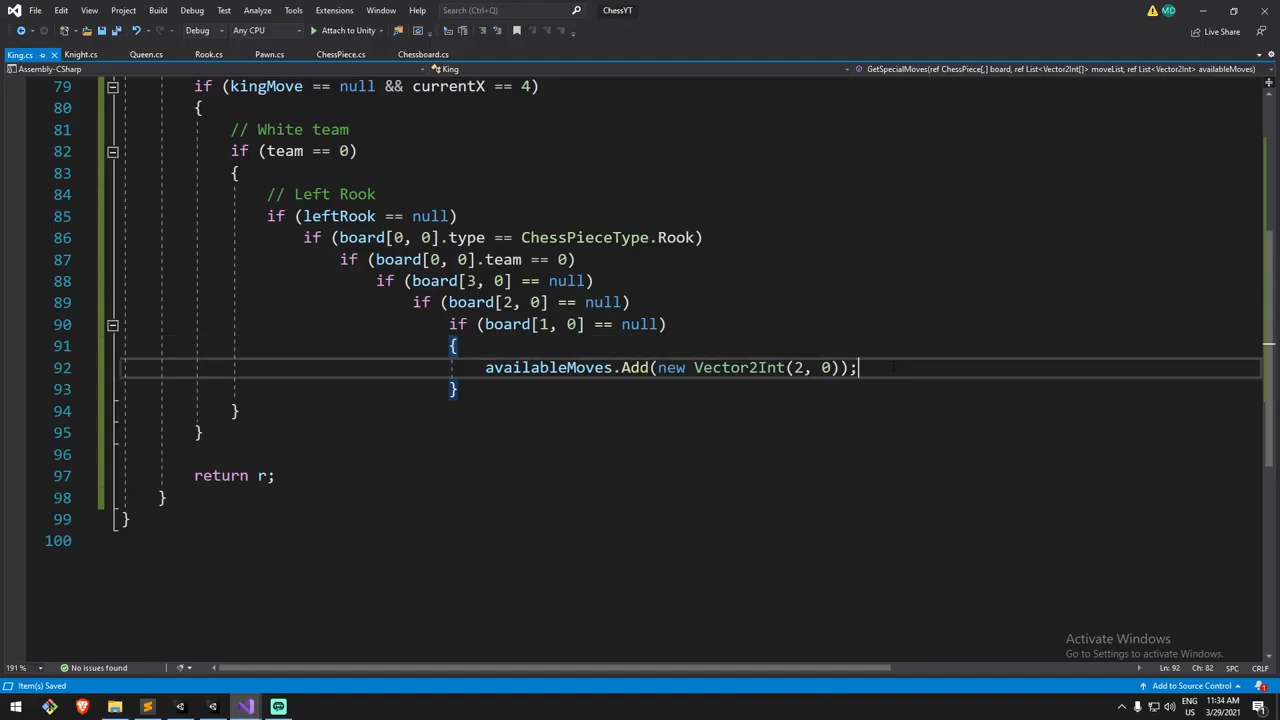 File Edit View Git Project Build Debug Test Analyze Tools Extensions Window Help Search (Ctrl+Q) ChessYT MD
Debug Any CPU Attach to Unity Live Share
King.cs Knight.cs Queen.cs Rook.cs Pawn.cs ChessPiece.cs Chessboard.cs
Assembly-CSharp King GetSpecialMoves(ref ChessPiece[,] board, ref List<Vector2Int[]> moveList, ref List<Vector2Int> availableMoves)
79 if (kingMove == null && currentX == 4)
80 {
81 // White team
82 if (team == 0)
83 {
84 // Left Rook
85 if (leftRook == null)
86 if (board[0, 0].type == ChessPieceType.Rook)
87 if (board[0, 0].team == 0)
88 if (board[3, 0] == null)
89 if (board[2, 0] == null)
90 if (board[1, 0] == null)
91 {
92 availableMoves.Add(new Vector2Int(2, 0));
93 }
94 }
95 }
96
97 return r;
98 }
99 }
100
Activate Windows
Go to Settings to activate Windows.
191 % No issues found Ln: 92 Ch: 82 SPC CRLF
Item(s) Saved Add to Source Control 1
ENG 11:34 AM
US 3/29/2021 1